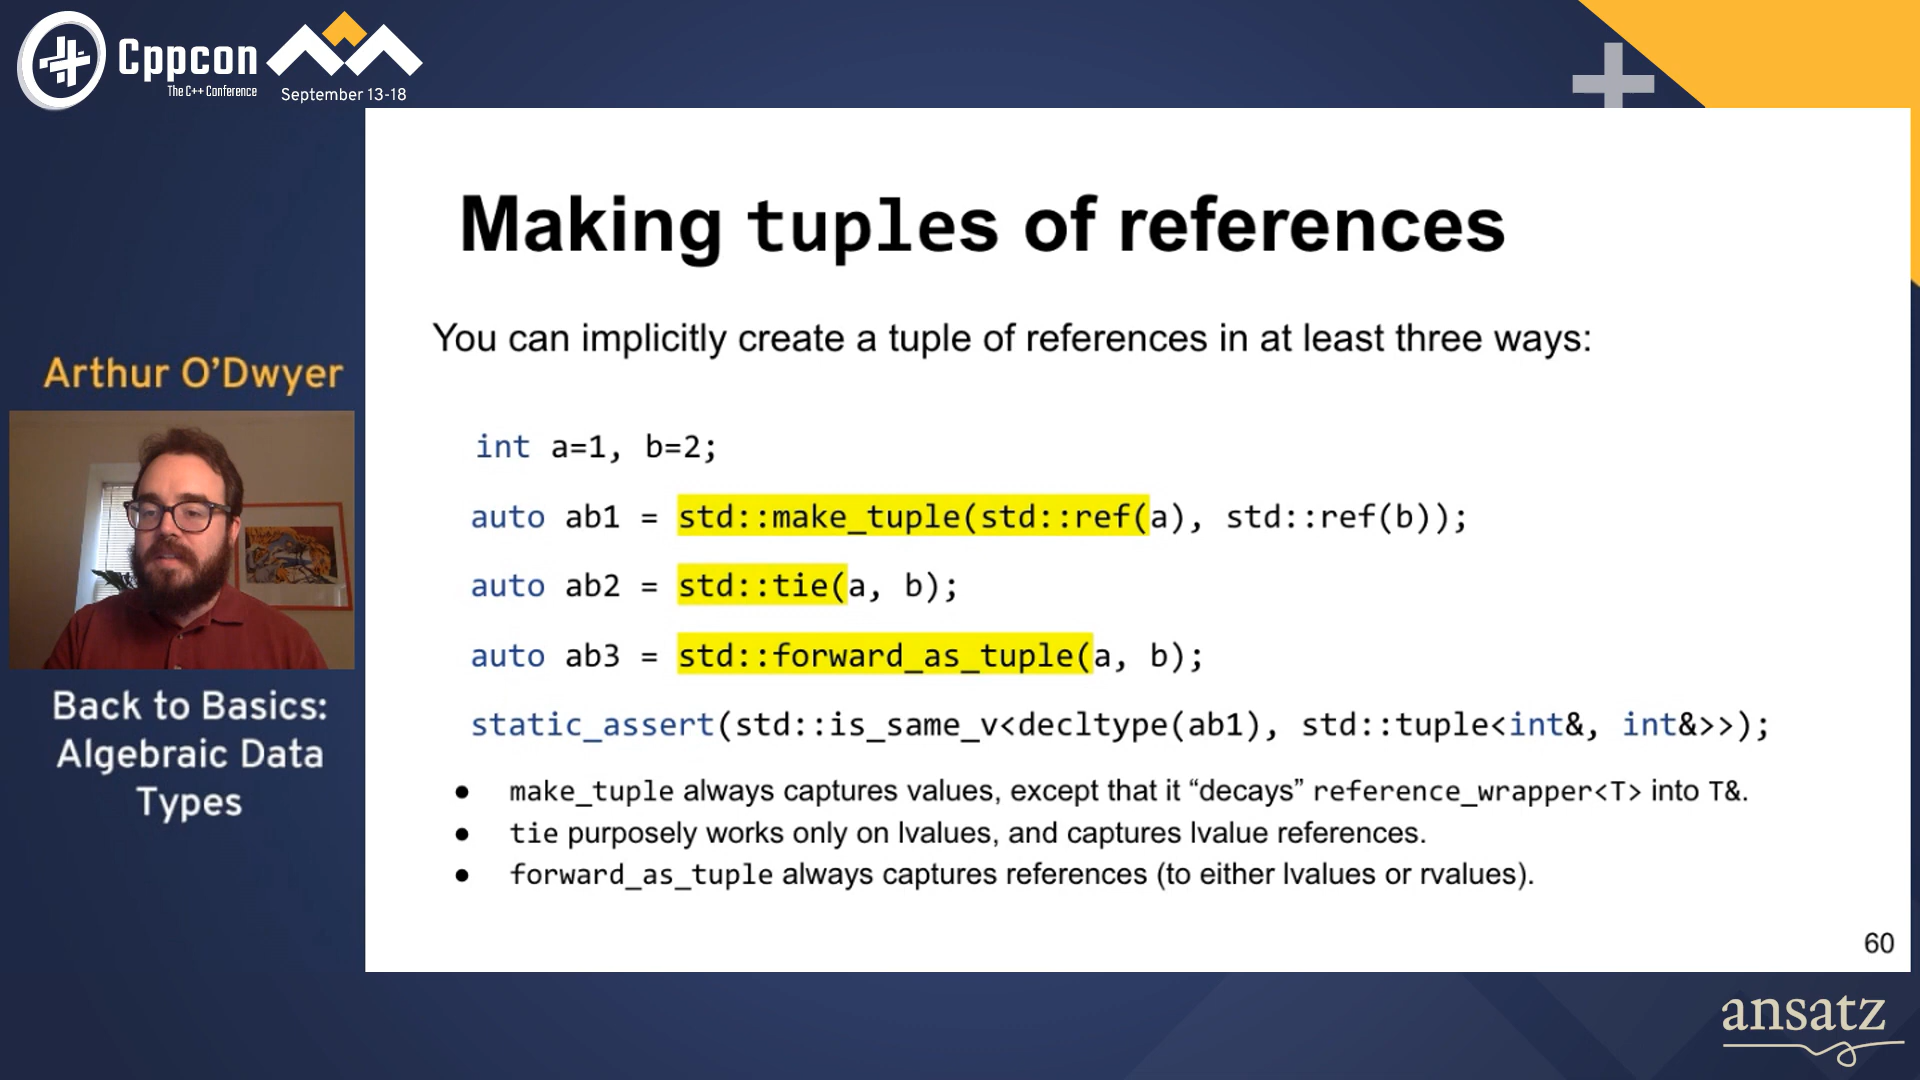 Cppcon
The C++ Conference
September 13-18
Making tuples of references
You can implicitly create a tuple of references in at least three ways:
Arthur O'Dwyer
int a=1, b=2;
auto ab1 = std::make_tuple(std::ref(a), std::ref(b));
auto ab2 = std::tie(a, b);
auto ab3 = std::forward_as_tuple(a, b);
static_assert(std::is_same_v<decltype(ab1), std::tuple<int&, int&>>);
• make_tuple always captures values, except that it “decays” reference_wrapper<T> into T&.
• tie purposely works only on lvalues, and captures lvalue references.
• forward_as_tuple always captures references (to either lvalues or rvalues).
Back to Basics:
Algebraic Data
Types
60
ansatz